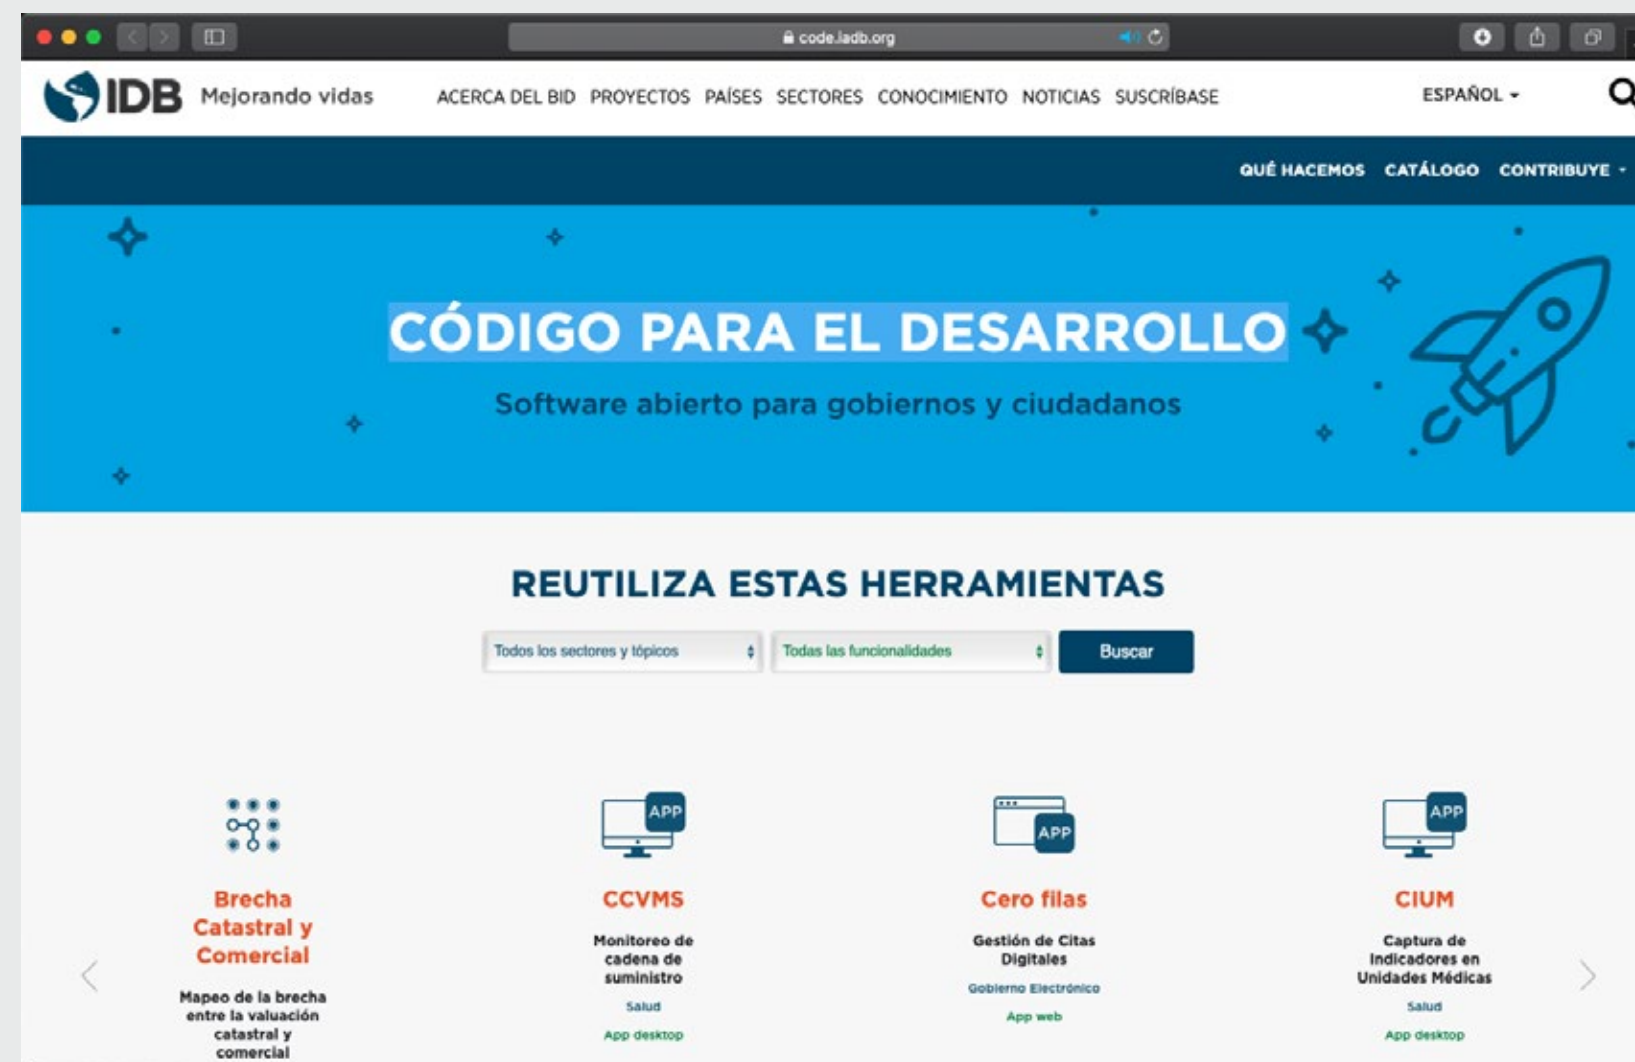 code.iadb.org
IDB Mejorando vidas ACERCA DEL BID PROYECTOS PAÍSES SECTORES CONOCIMIENTO NOTICIAS SUSCRÍBASE ESPAÑOL
QUÉ HACEMOS CATÁLOGO CONTRIBUYE
CÓDIGO PARA EL DESARROLLO
Software abierto para gobiernos y ciudadanos
REUTILIZA ESTAS HERRAMIENTAS
Todos los sectores y tópicos Todas las funcionalidades Buscar
Brecha
Catastral y
Comercial
Mapeo de la brecha
entre la valuación
catastral y
comercial
APP
CCVMS
Monitoreo de
cadena de
suministro
Salud
App desktop
APP
Cero filas
Gestión de Citas
Digitales
Gobierno Electrónico
App web
APP
CIUM
Captura de
Indicadores en
Unidades Médicas
Salud
App desktop